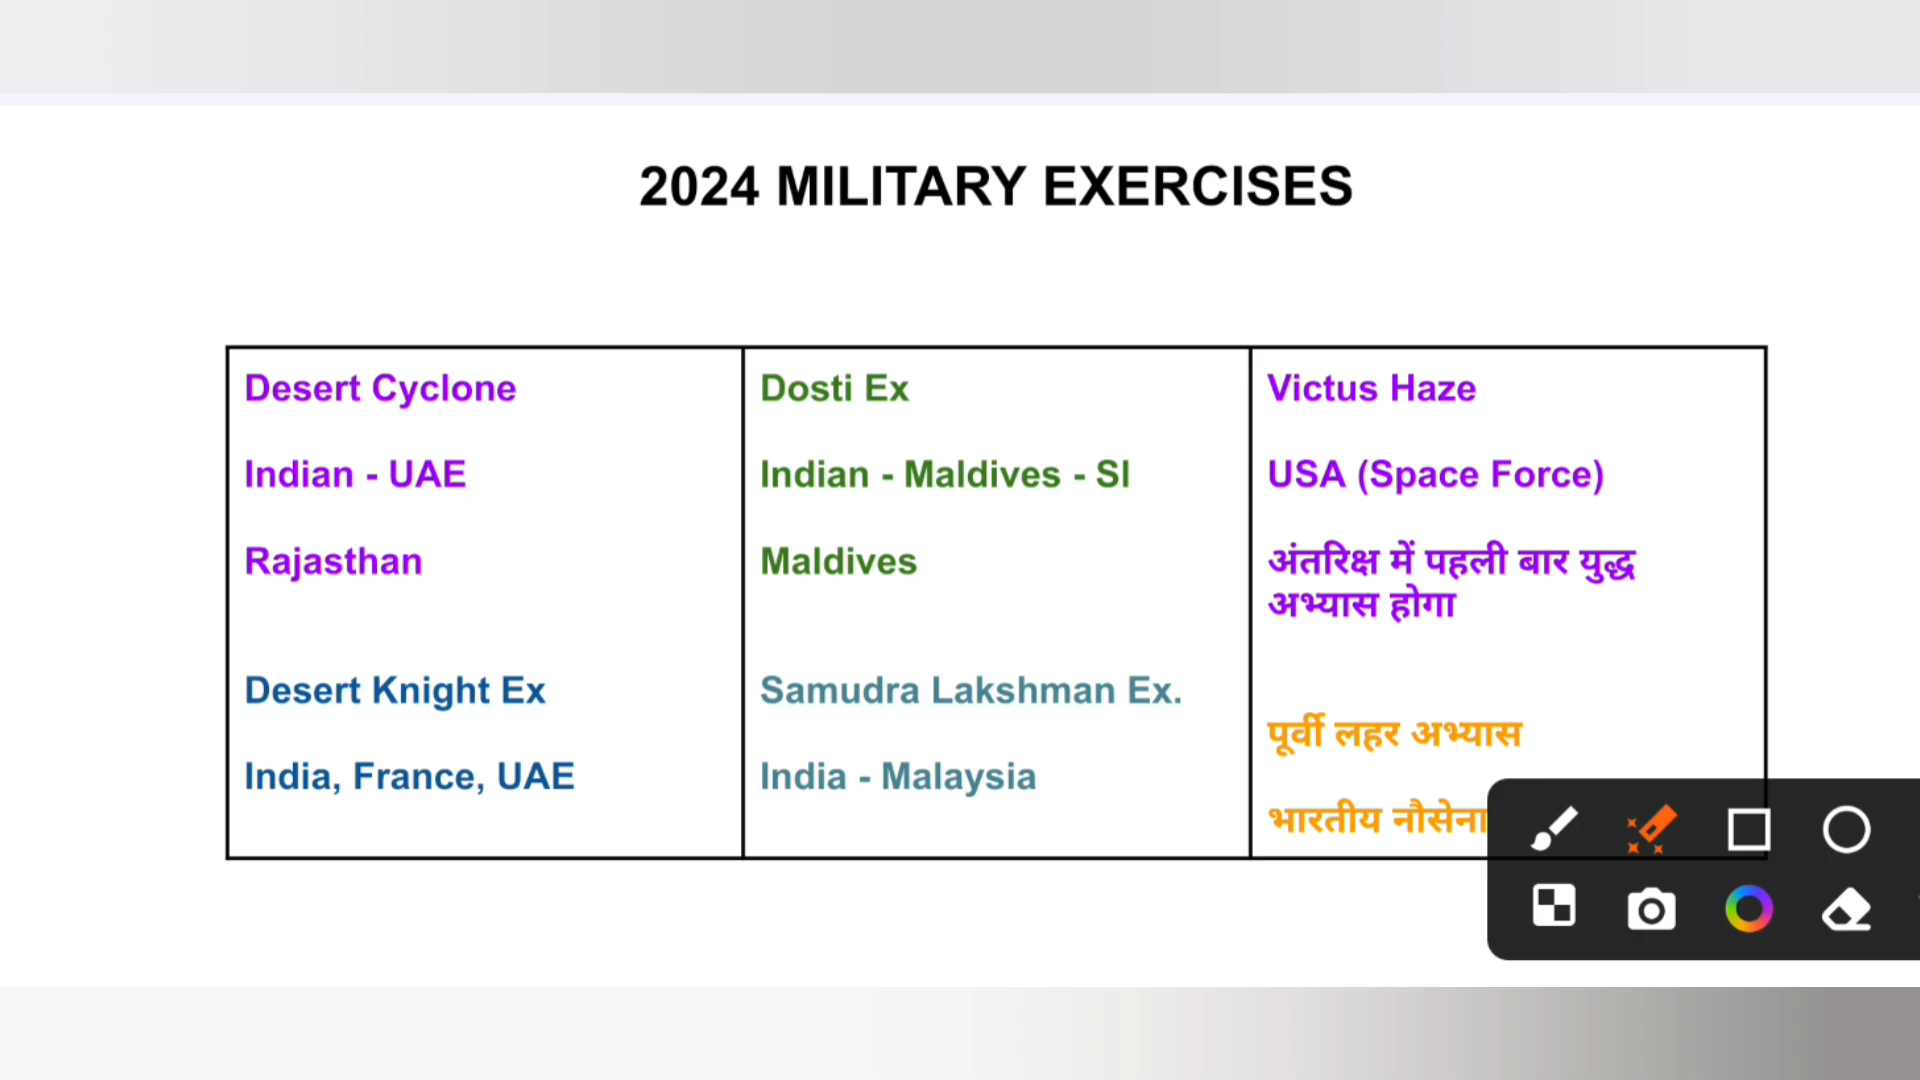 2024 MILITARY EXERCISES
Desert Cyclone
Indian - UAE
Rajasthan
Desert Knight Ex
India, France, UAE
Dosti Ex
Indian - Maldives - SI
Maldives
Samudra Lakshman Ex.
India - Malaysia
Victus Haze
USA (Space Force)
अंतरिक्ष में पहली बार युद्ध
अभ्यास होगा
पूर्वी लहर अभ्यास
भारतीय नौसेना